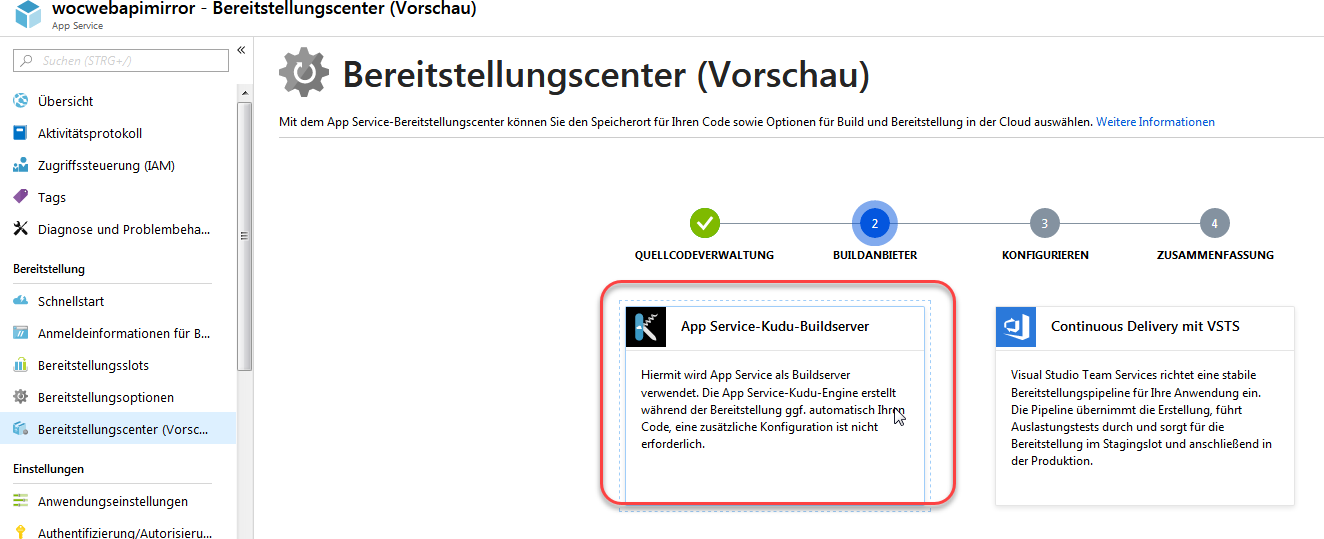 wocwebapimirror - Bereitstellungscenter (Vorschau)
App Service
Suchen (STRG+/)
Übersicht
Aktivitätsprotokoll
Zugriffssteuerung (IAM)
Tags
Diagnose und Problembeha...
Bereitstellung
Schnellstart
Anmeldeinformationen für B...
Bereitstellungsslots
Bereitstellungsoptionen
Bereitstellungscenter (Vorsc...
Einstellungen
Anwendungseinstellungen
Authentifizierung/Autorisieru...
Bereitstellungscenter (Vorschau)
Mit dem App Service-Bereitstellungscenter können Sie den Speicherort für Ihren Code sowie Optionen für Build und Bereitstellung in der Cloud auswählen. Weitere Informationen
2 3 4
QUELLCODEVERWALTUNG BUILDANBIETER KONFIGURIEREN ZUSAMMENFASSUNG
App Service-Kudu-Buildserver
Hiermit wird App Service als Buildserver
verwendet. Die App Service-Kudu-Engine erstellt
während der Bereitstellung ggf. automatisch Ihren
Code, eine zusätzliche Konfiguration ist nicht
erforderlich.
Continuous Delivery mit VSTS
Visual Studio Team Services richtet eine stabile
Bereitstellungspipeline für Ihre Anwendung ein.
Die Pipeline übernimmt die Erstellung, führt
Auslastungstests durch und sorgt für die
Bereitstellung im Stagingslot und anschließend in
der Produktion.